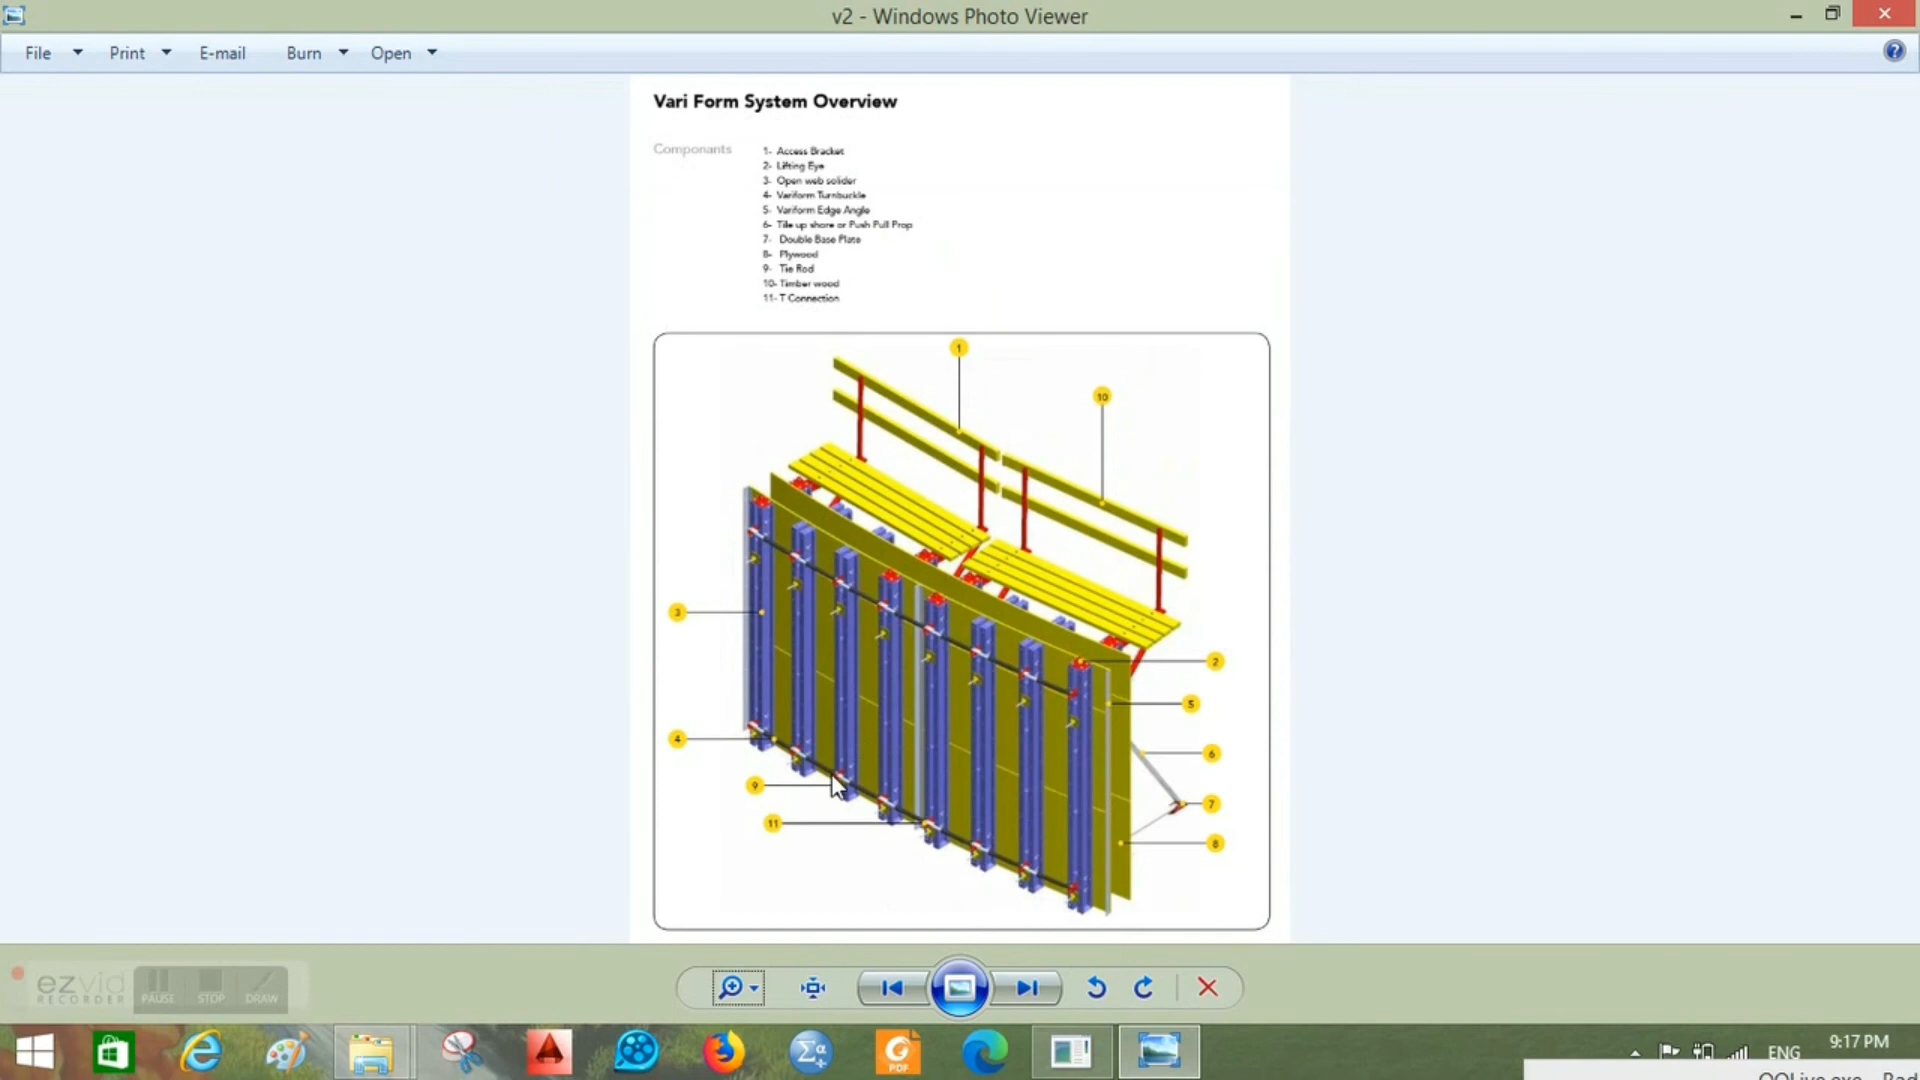 v2 - Windows Photo Viewer
File Print E-mail Burn Open
Vari Form System Overview
Componants
1- Access Bracket
2- Lifting Eye
3- Open web solider
4- Variform Turnbuckle
5- Variform Edge Angle
6- Tile up shore or Push Pull Prop
7- Double Base Plate
8- Plywood
9- Tie Rod
10- Timber wood
11- T Connection
1
10
3
2
5
4
6
9
7
11
8
ezvid
RECORDER
PAUSE STOP DRAW
PDF
ENG
9:17 PM